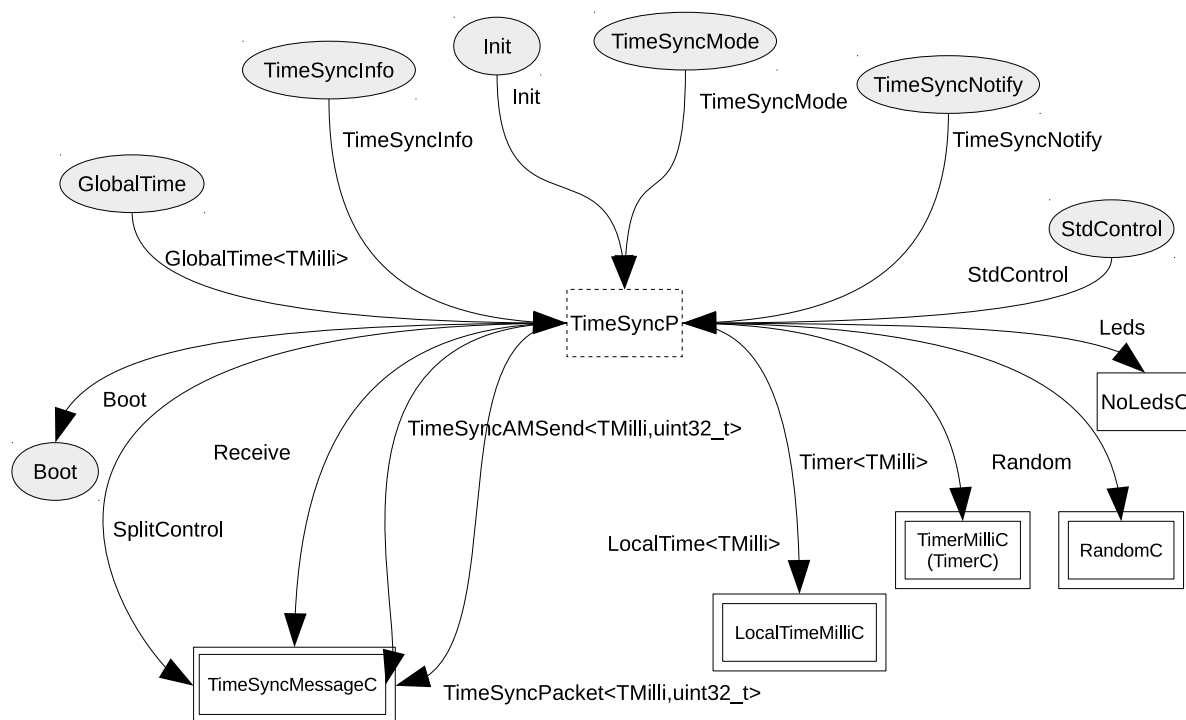 Init
TimeSyncMode
TimeSyncInfo
TimeSyncNotify
Init
TimeSyncMode
TimeSyncInfo
TimeSyncNotify
GlobalTime
StdControl
GlobalTime<TMilli>
StdControl
TimeSyncP
Leds
NoLedsC
Boot
TimeSyncAMSend<TMilli,uint32_t>
Receive
Timer<TMilli>
Random
Boot
SplitControl
LocalTime<TMilli>
TimerMilliC
(TimerC)
RandomC
LocalTimeMilliC
TimeSyncMessageC
TimeSyncPacket<TMilli,uint32_t>